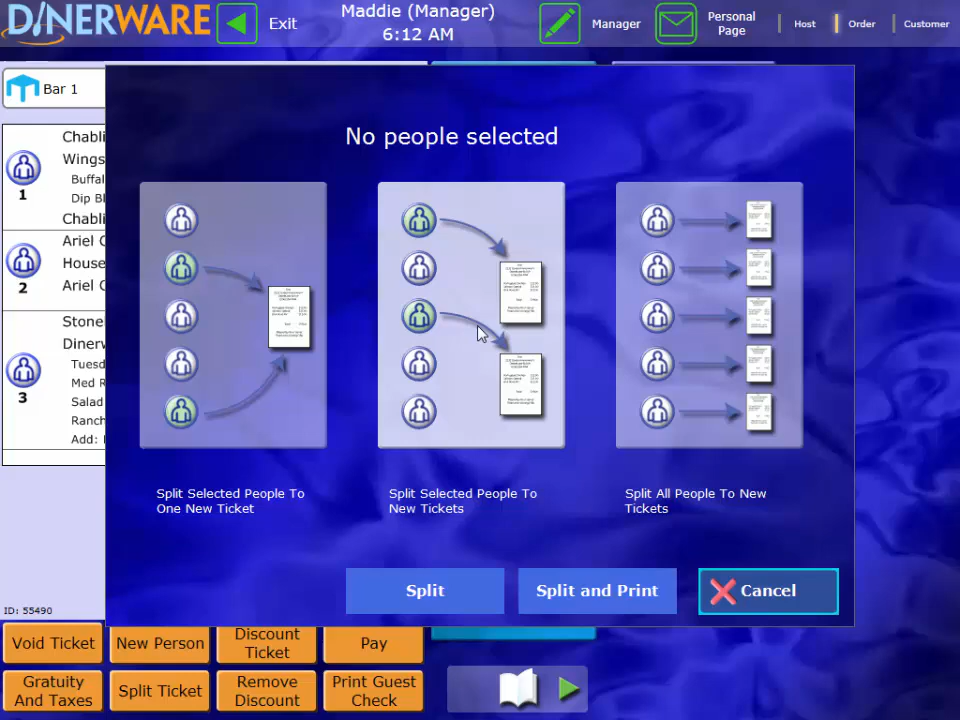 DINERWARE
Exit
Maddie (Manager)
6:12 AM
Manager
Personal
Page
Host
Order
Customer
Bar 1
Chabli
Wings
Buffal
Dip Bl
Chabli
1
Ariel C
House
Ariel C
2
Stone
Dinerw
Tuesd
Med R
Salad
Ranch
Add:
3
ID: 55490
No people selected
Split Selected People To
One New Ticket
Split Selected People To
New Tickets
Split All People To New
Tickets
Split
Split and Print
Cancel
Void Ticket
New Person
Discount
Ticket
Pay
Gratuity
And Taxes
Split Ticket
Remove
Discount
Print Guest
Check